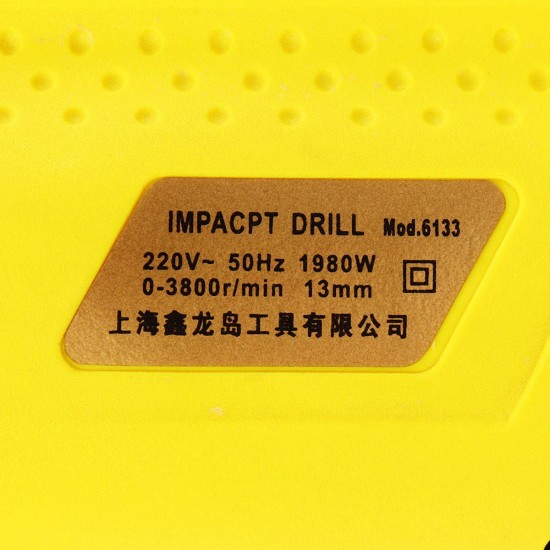 IMPACPT DRILL Mod.6133
220V~ 50Hz 1980W
0-3800r/min 13mm
上海鑫龙岛工具有限公司